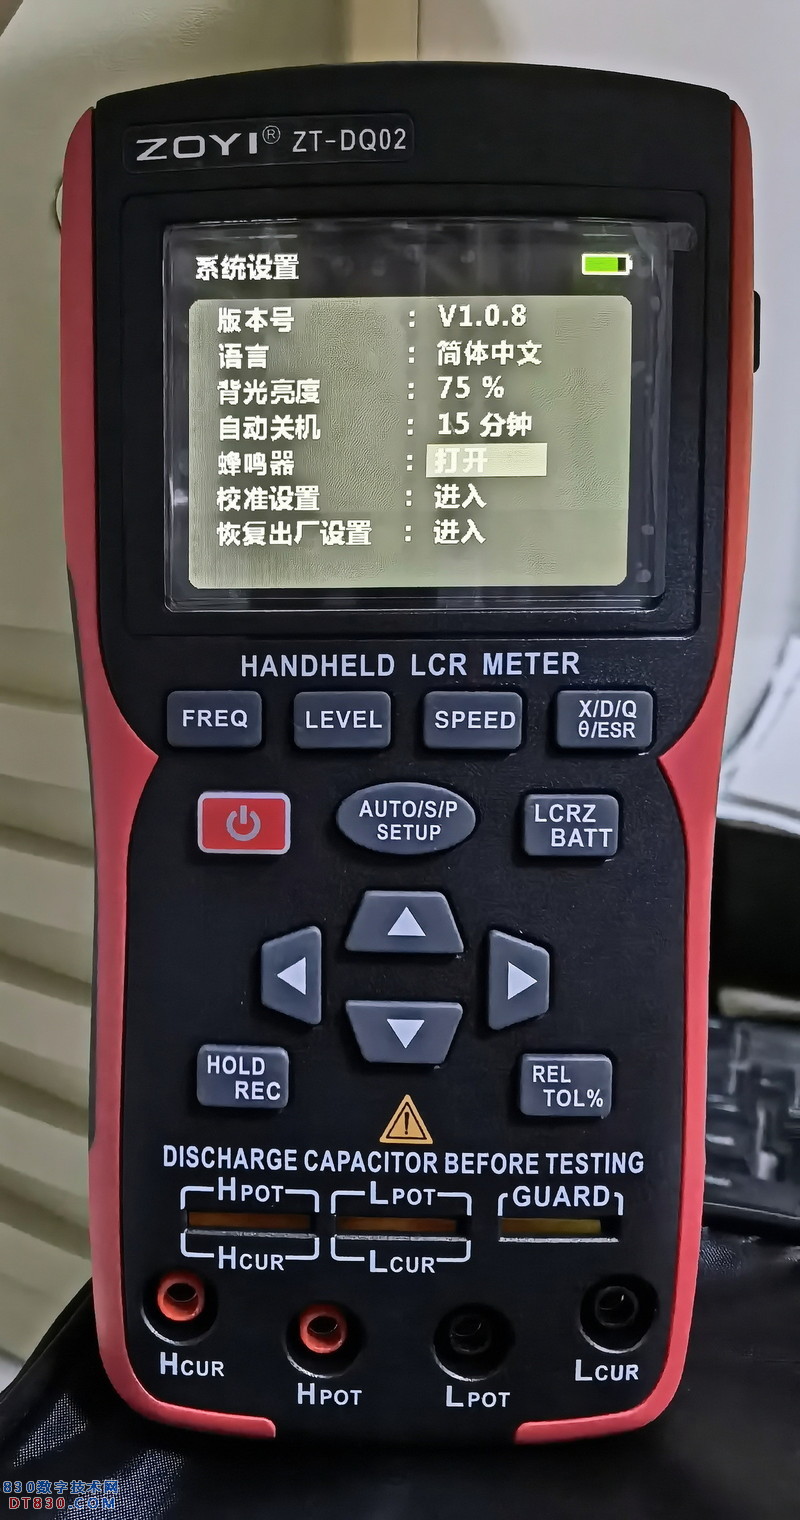 ZOYI® ZT-DQ02
系统设置
版本号 : V1.0.8
语言 : 简体中文
背光亮度 : 75 %
自动关机 : 15 分钟
蜂鸣器 : 打开
校准设置 : 进入
恢复出厂设置 : 进入
HANDHELD LCR METER
FREQ LEVEL SPEED X/D/Q
θ/ESR
AUTO/S/P
SETUP
LCRZ
BATT
HOLD
REC
REL
TOL%
DISCHARGE CAPACITOR BEFORE TESTING
HPOT LPOT GUARD
HCUR LCUR
HCUR HPOT LPOT LCUR
830数字技术网
DT830.COM